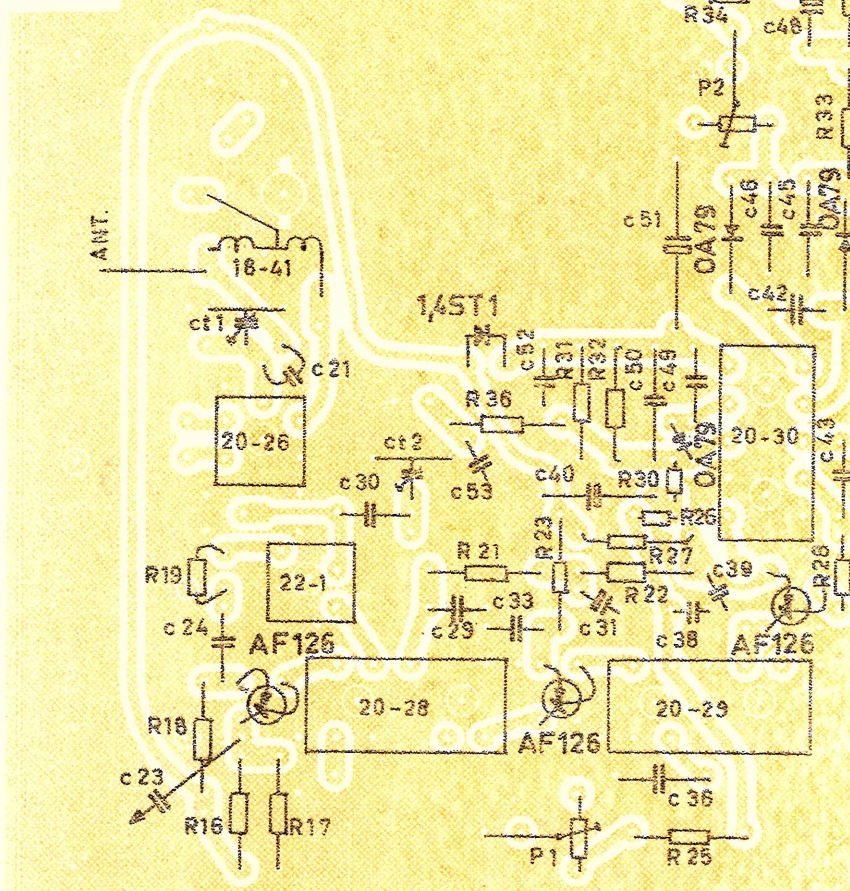 R34
c48
P2
R33
c51
OA79
c46
c45
OA79
ANT.
18-41
c42
ct1
1,4ST1
c52
R31
R32
c50
c49
c21
R36
20-26
ct2
OA79
20-30
c43
c30
c53
c40
R30
R26
R23
R19
22-1
R21
R27
c39
R28
c29
c33
c31
R22
c38
c24
AF126
AF126
20-28
20-29
R18
AF126
c23
c36
R16
R17
P1
R25